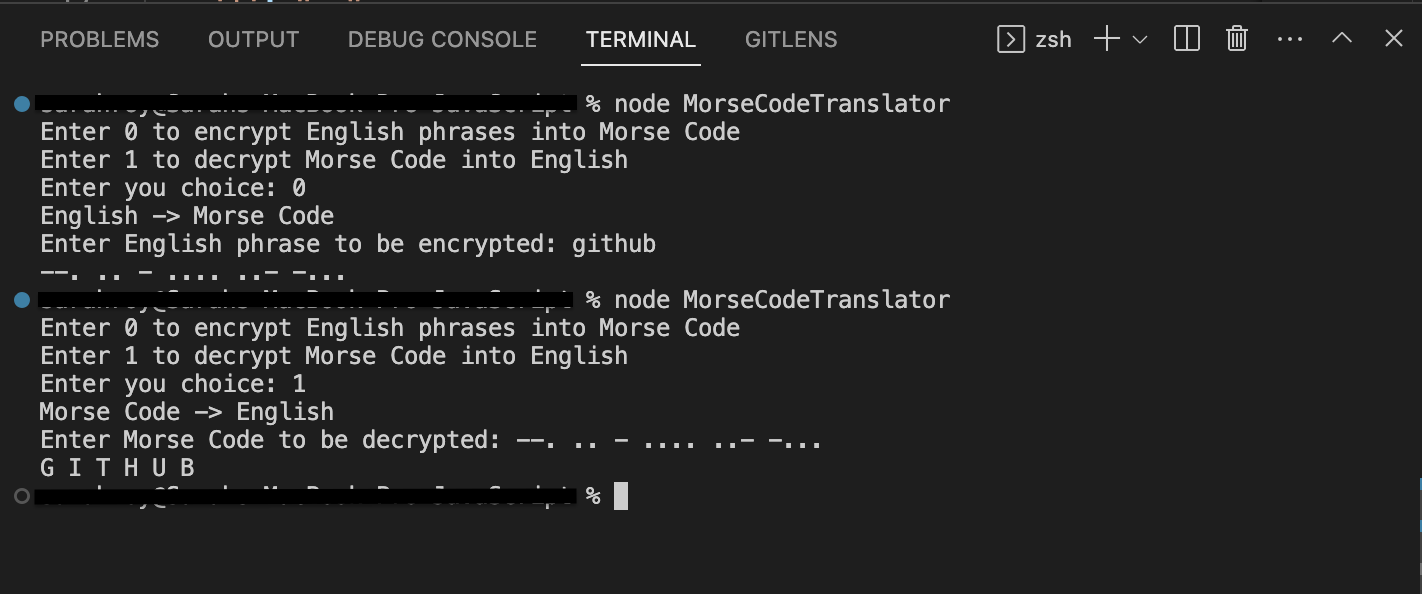 PROBLEMS OUTPUT DEBUG CONSOLE TERMINAL GITLENS zsh
% node MorseCodeTranslator
Enter 0 to encrypt English phrases into Morse Code
Enter 1 to decrypt Morse Code into English
Enter you choice: 0
English -> Morse Code
Enter English phrase to be encrypted: github
--. .. - .... ..- -...
% node MorseCodeTranslator
Enter 0 to encrypt English phrases into Morse Code
Enter 1 to decrypt Morse Code into English
Enter you choice: 1
Morse Code -> English
Enter Morse Code to be decrypted: --. .. - .... ..- -...
G I T H U B
%